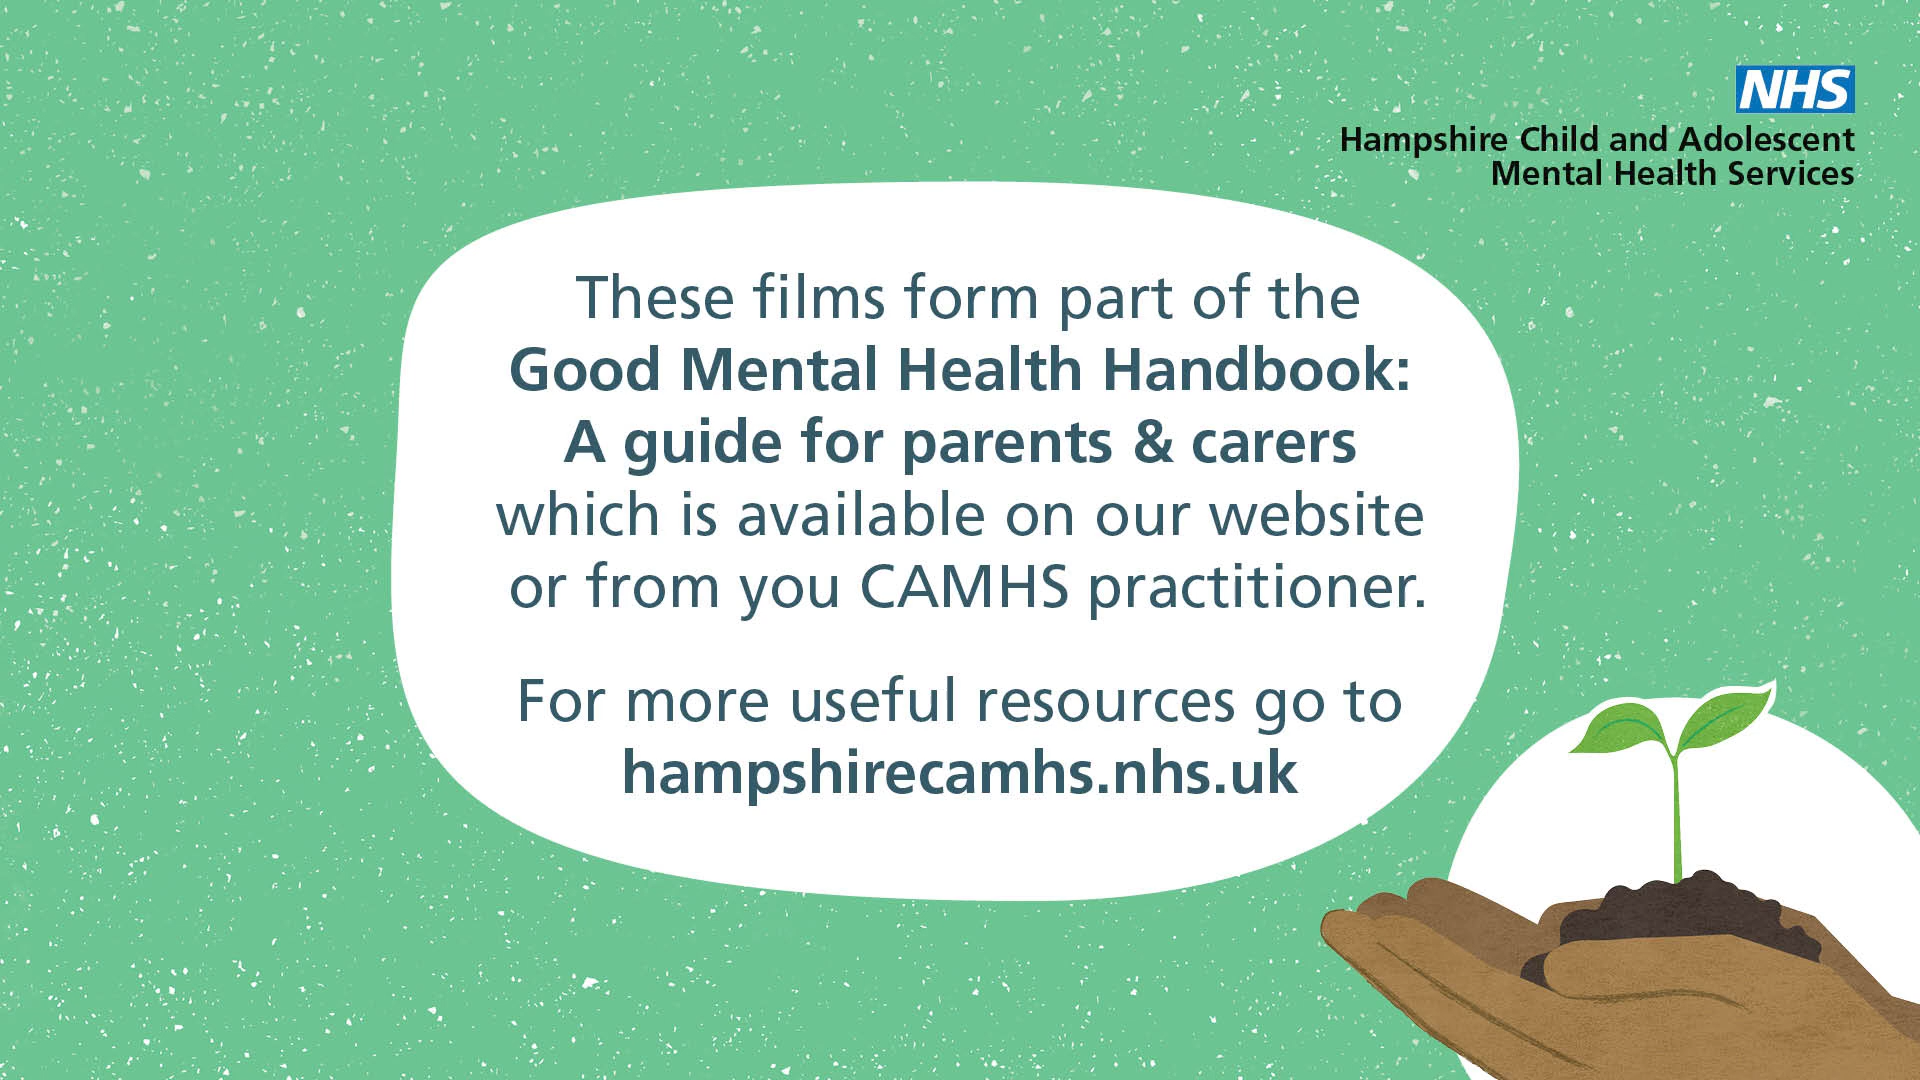 NHS
Hampshire Child and Adolescent
Mental Health Services
These films form part of the
Good Mental Health Handbook:
A guide for parents & carers
which is available on our website
or from you CAMHS practitioner.
For more useful resources go to
hampshirecamhs.nhs.uk